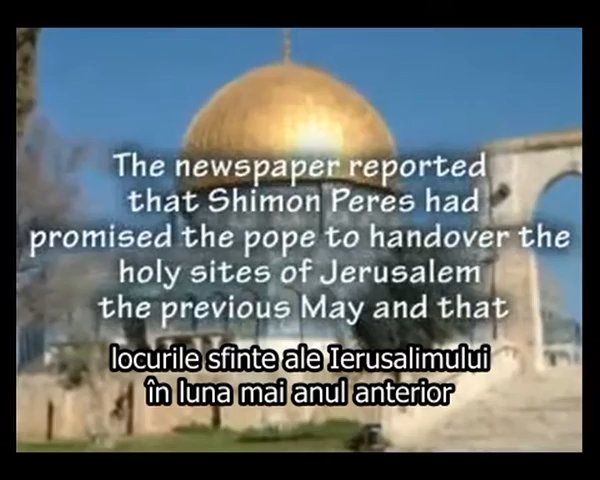 The newspaper reported
that Shimon Peres had
promised the pope to handover the
holy sites of Jerusalem
the previous May and that
locurile sfinte ale Ierusalimului
în luna mai anul anterior